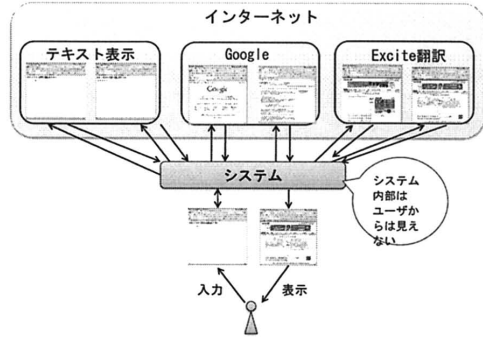 インターネット
テキスト表示
Google
Excite翻訳
Google
システム
システム
内部は
ユーザか
らは見え
ない
入力
表示